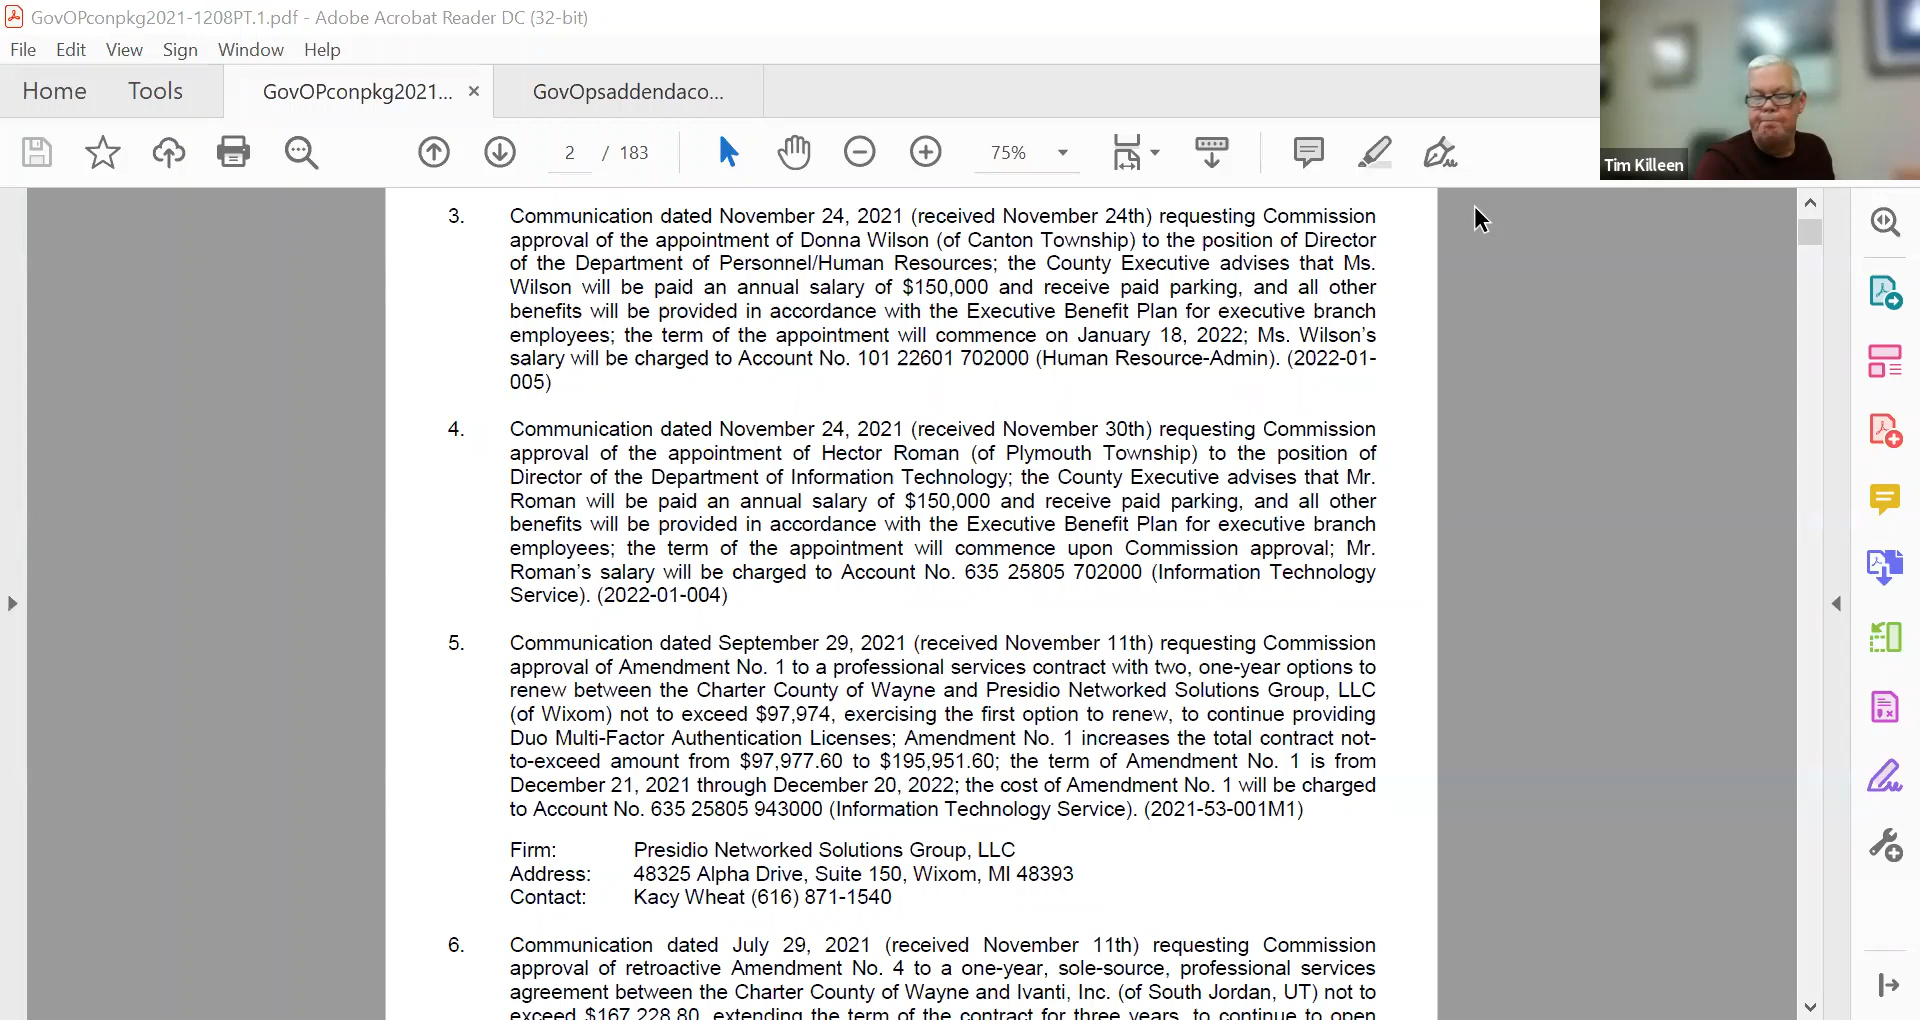 GovOPconpkg2021-1208PT.1.pdf - Adobe Acrobat Reader DC (32-bit)
File Edit View Sign Window Help
Home Tools GovOPconpkg2021... × GovOpsaddendaco...
2 / 183 75%
Tim Killeen
3. Communication dated November 24, 2021 (received November 24th) requesting Commission
approval of the appointment of Donna Wilson (of Canton Township) to the position of Director
of the Department of Personnel/Human Resources; the County Executive advises that Ms.
Wilson will be paid an annual salary of $150,000 and receive paid parking, and all other
benefits will be provided in accordance with the Executive Benefit Plan for executive branch
employees; the term of the appointment will commence on January 18, 2022; Ms. Wilson's
salary will be charged to Account No. 101 22601 702000 (Human Resource-Admin). (2022-01-
005)
4. Communication dated November 24, 2021 (received November 30th) requesting Commission
approval of the appointment of Hector Roman (of Plymouth Township) to the position of
Director of the Department of Information Technology; the County Executive advises that Mr.
Roman will be paid an annual salary of $150,000 and receive paid parking, and all other
benefits will be provided in accordance with the Executive Benefit Plan for executive branch
employees; the term of the appointment will commence upon Commission approval; Mr.
Roman's salary will be charged to Account No. 635 25805 702000 (Information Technology
Service). (2022-01-004)
5. Communication dated September 29, 2021 (received November 11th) requesting Commission
approval of Amendment No. 1 to a professional services contract with two, one-year options to
renew between the Charter County of Wayne and Presidio Networked Solutions Group, LLC
(of Wixom) not to exceed $97,974, exercising the first option to renew, to continue providing
Duo Multi-Factor Authentication Licenses; Amendment No. 1 increases the total contract not-
to-exceed amount from $97,977.60 to $195,951.60; the term of Amendment No. 1 is from
December 21, 2021 through December 20, 2022; the cost of Amendment No. 1 will be charged
to Account No. 635 25805 943000 (Information Technology Service). (2021-53-001M1)
Firm: Presidio Networked Solutions Group, LLC
Address: 48325 Alpha Drive, Suite 150, Wixom, MI 48393
Contact: Kacy Wheat (616) 871-1540
6. Communication dated July 29, 2021 (received November 11th) requesting Commission
approval of retroactive Amendment No. 4 to a one-year, sole-source, professional services
agreement between the Charter County of Wayne and Ivanti, Inc. (of South Jordan, UT) not to
exceed $167,228.80, extending the term of the contract for three years, to continue to open